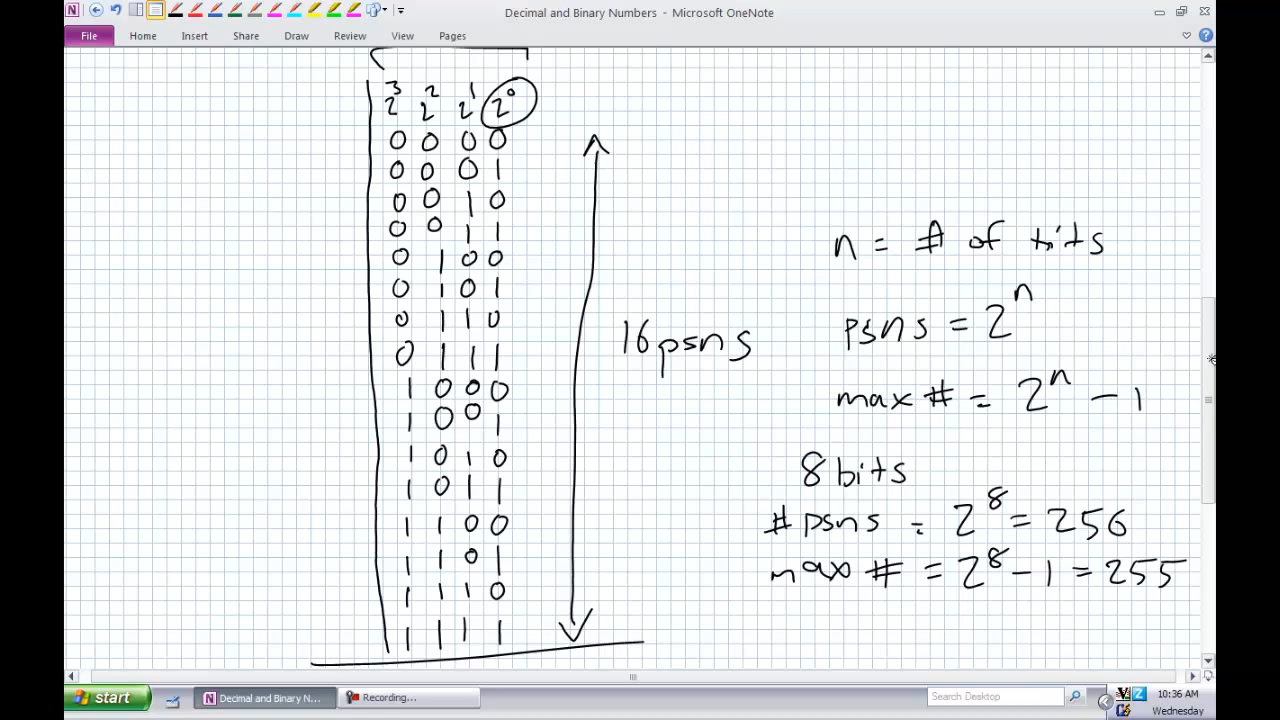 Decimal and Binary Numbers - Microsoft OneNote
File Home Insert Share Draw Review View Pages
2³ 2² 2¹ 2⁰
0 0 0 0
0 0 0 1
0 0 1 0
0 0 1 1
0 1 0 0
0 1 0 1
0 1 1 0
0 1 1 1
1 0 0 0
1 0 0 1
1 0 1 0
1 0 1 1
1 1 0 0
1 1 0 1
1 1 1 0
1 1 1 1
16 psns
n = # of bits
psns = 2ⁿ
max # = 2ⁿ - 1
8 bits
# psns = 2⁸ = 256
max # = 2⁸ - 1 = 255
start Decimal and Binary N... Recording... Search Desktop 10:36 AM
Wednesday